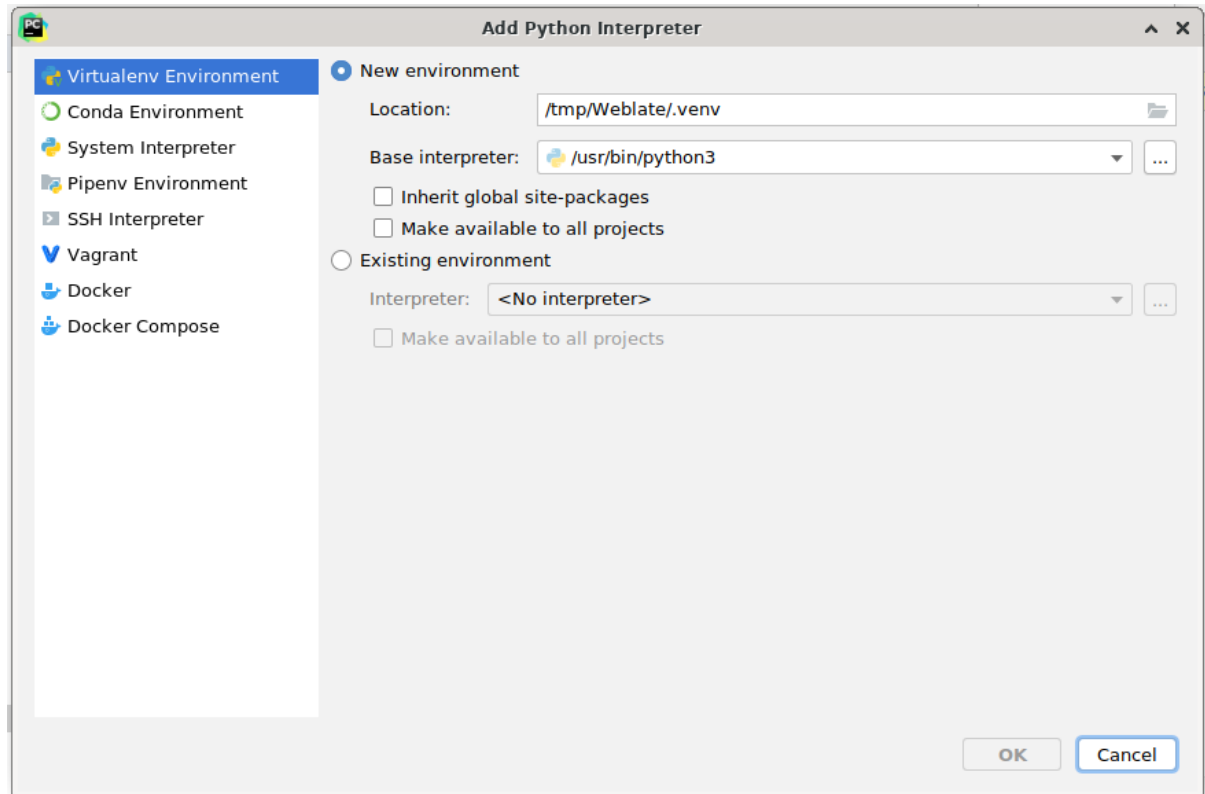 PC
Add Python Interpreter
Virtualenv Environment
Conda Environment
System Interpreter
Pipenv Environment
SSH Interpreter
Vagrant
Docker
Docker Compose
New environment
Location: /tmp/Weblate/.venv
Base interpreter: /usr/bin/python3 ...
Inherit global site-packages
Make available to all projects
Existing environment
Interpreter: <No interpreter> ...
Make available to all projects
OK Cancel